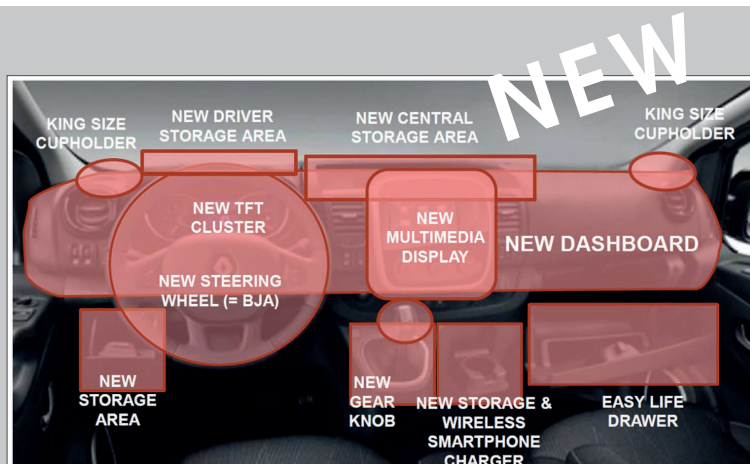 NEW
KING SIZE
CUPHOLDER
NEW DRIVER
STORAGE AREA
NEW CENTRAL
STORAGE AREA
KING SIZE
CUPHOLDER
NEW TFT
CLUSTER
NEW
MULTIMEDIA
DISPLAY
NEW DASHBOARD
NEW STEERING
WHEEL (= BJA)
NEW
STORAGE
AREA
NEW
GEAR
KNOB
NEW STORAGE &
WIRELESS
SMARTPHONE
CHARGER
EASY LIFE
DRAWER